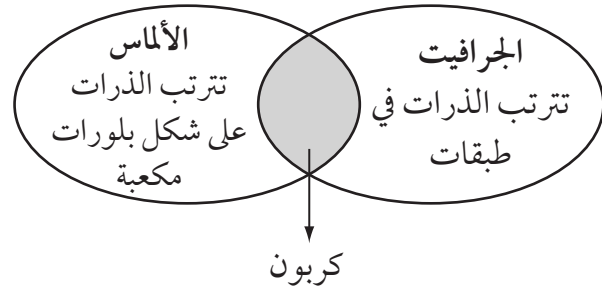 الجرافيت
تترتب الذرات في
طبقات
الألماس
تترتب الذرات
على شكل بلورات
مكعبة
كربون